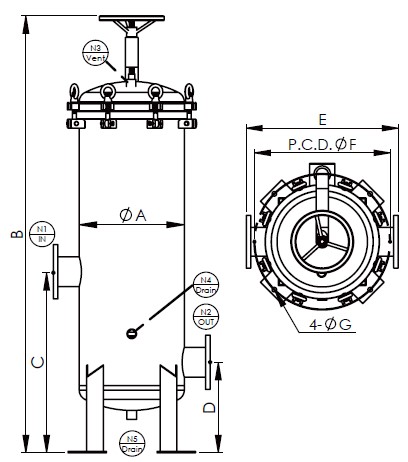 N3
Vent
E
P.C.D. ØF
ØA
B
N1
IN
N4
Drain
N2
OUT
4-ØG
C
D
N5
Drain